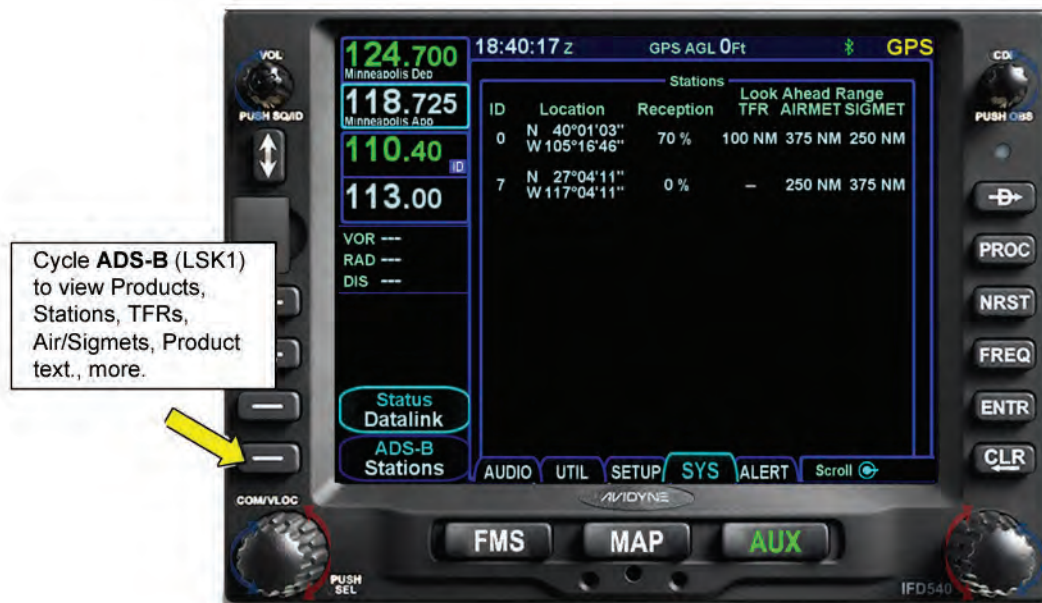 VOL
PUSH SQ/ID
124.700
Minneapolis Dep
118.725
Minneapolis App
110.40
ID
113.00
VOR ---
RAD ---
DIS ---
Status
Datalink
ADS-B
Stations
18:40:17 Z GPS AGL 0Ft GPS
Stations
Look Ahead Range
ID Location Reception TFR AIRMET SIGMET
0 N 40°01'03" W 105°16'46" 70 % 100 NM 375 NM 250 NM
7 N 27°04'11" W 117°04'11" 0 % – 250 NM 375 NM
AUDIO UTIL SETUP SYS ALERT Scroll
CDI
PUSH OBS
D
PROC
NRST
FREQ
ENTR
CLR
Cycle ADS-B (LSK1)
to view Products,
Stations, TFRs,
Air/Sigmets, Product
text., more.
COM/VLOC
PUSH
SEL
AVIDYNE
FMS MAP AUX
IFD540